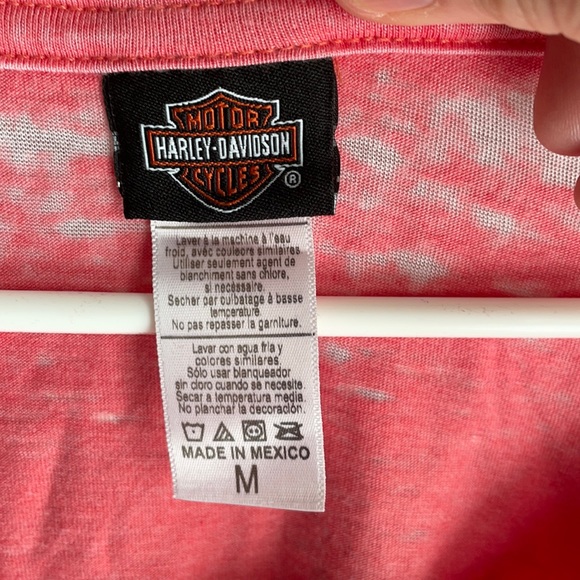 MOTOR
HARLEY-DAVIDSON
CYCLES
®
Laver à la machine à l'eau
froid, avec couleurs similaires.
Utiliser seulement agent de
blanchiment sans chlore,
si nécessaire.
Secher par culbatage à basse
température.
No pas repasser la garniture.
Lavar con agua fria y
colores similares.
Sólo usar blanqueador
sin cloro cuando se necesite.
Secar a temperatura media.
No planchar la decoración.
MADE IN MEXICO
M